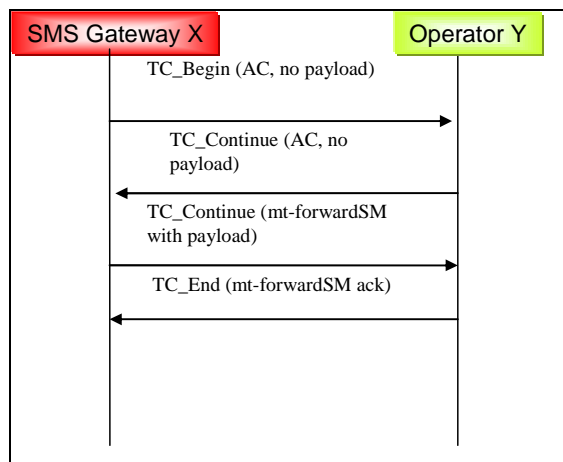 SMS Gateway X
Operator Y
TC_Begin (AC, no payload)
TC_Continue (AC, no
payload)
TC_Continue (mt-forwardSM
with payload)
TC_End (mt-forwardSM ack)